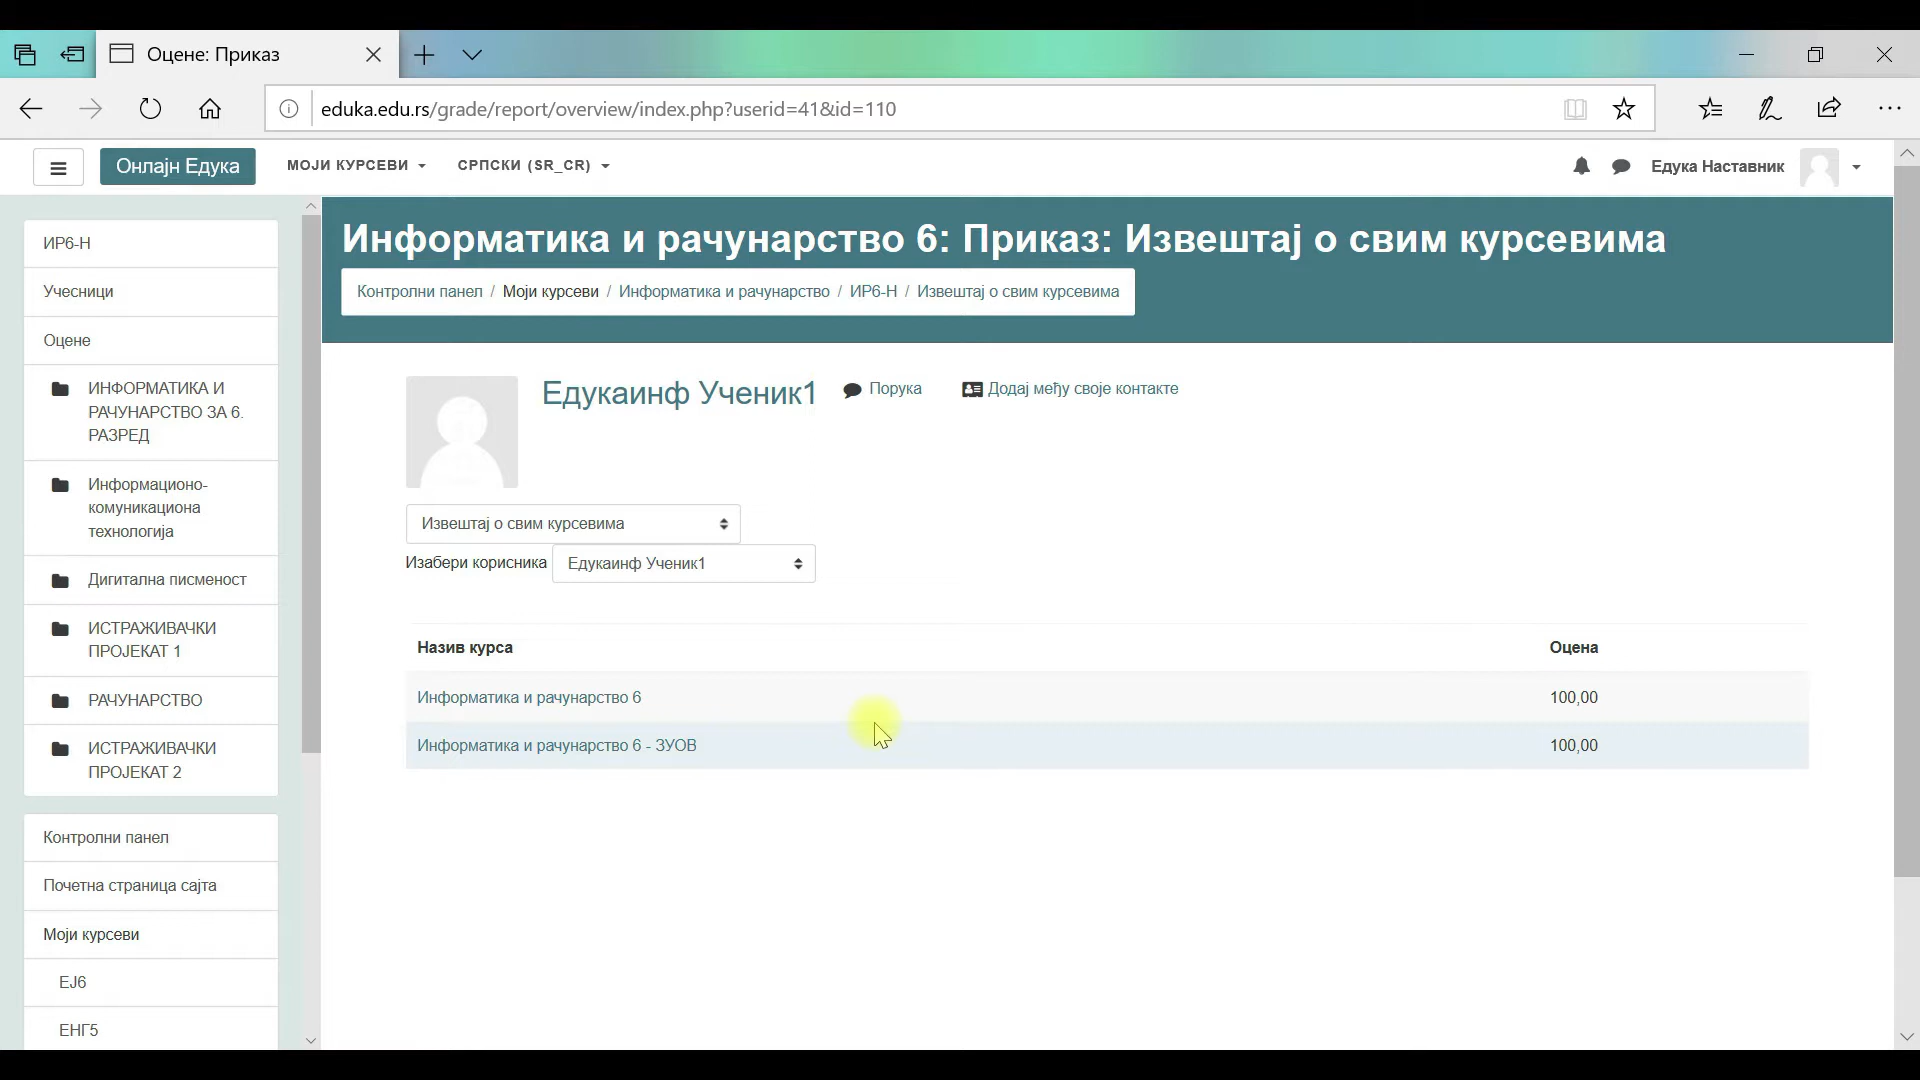 Оцене: Приказ
eduka.edu.rs/grade/report/overview/index.php?userid=41&id=110
Онлајн Едука
МОЈИ КУРСЕВИ
СРПСКИ (SR_CR)
Едука Наставник
ИР6-Н
Учесници
Оцене
ИНФОРМАТИКА И
РАЧУНАРСТВО ЗА 6.
РАЗРЕД
Информационо-
комуникациона
технологија
Дигитална писменост
ИСТРАЖИВАЧКИ
ПРОЈЕКАТ 1
РАЧУНАРСТВО
ИСТРАЖИВАЧКИ
ПРОЈЕКАТ 2
Контролни панел
Почетна страница сајта
Моји курсеви
ЕЈ6
ЕНГ5
Информатика и рачунарство 6: Приказ: Извештај о свим курсевима
Контролни панел / Моји курсеви / Информатика и рачунарство / ИР6-Н / Извештај о свим курсевима
Едукаинф Ученик1
Порука
Додај међу своје контакте
Извештај о свим курсевима
Изабери корисника Едукаинф Ученик1
Назив курса Оцена
Информатика и рачунарство 6 100,00
Информатика и рачунарство 6 - ЗУОВ 100,00